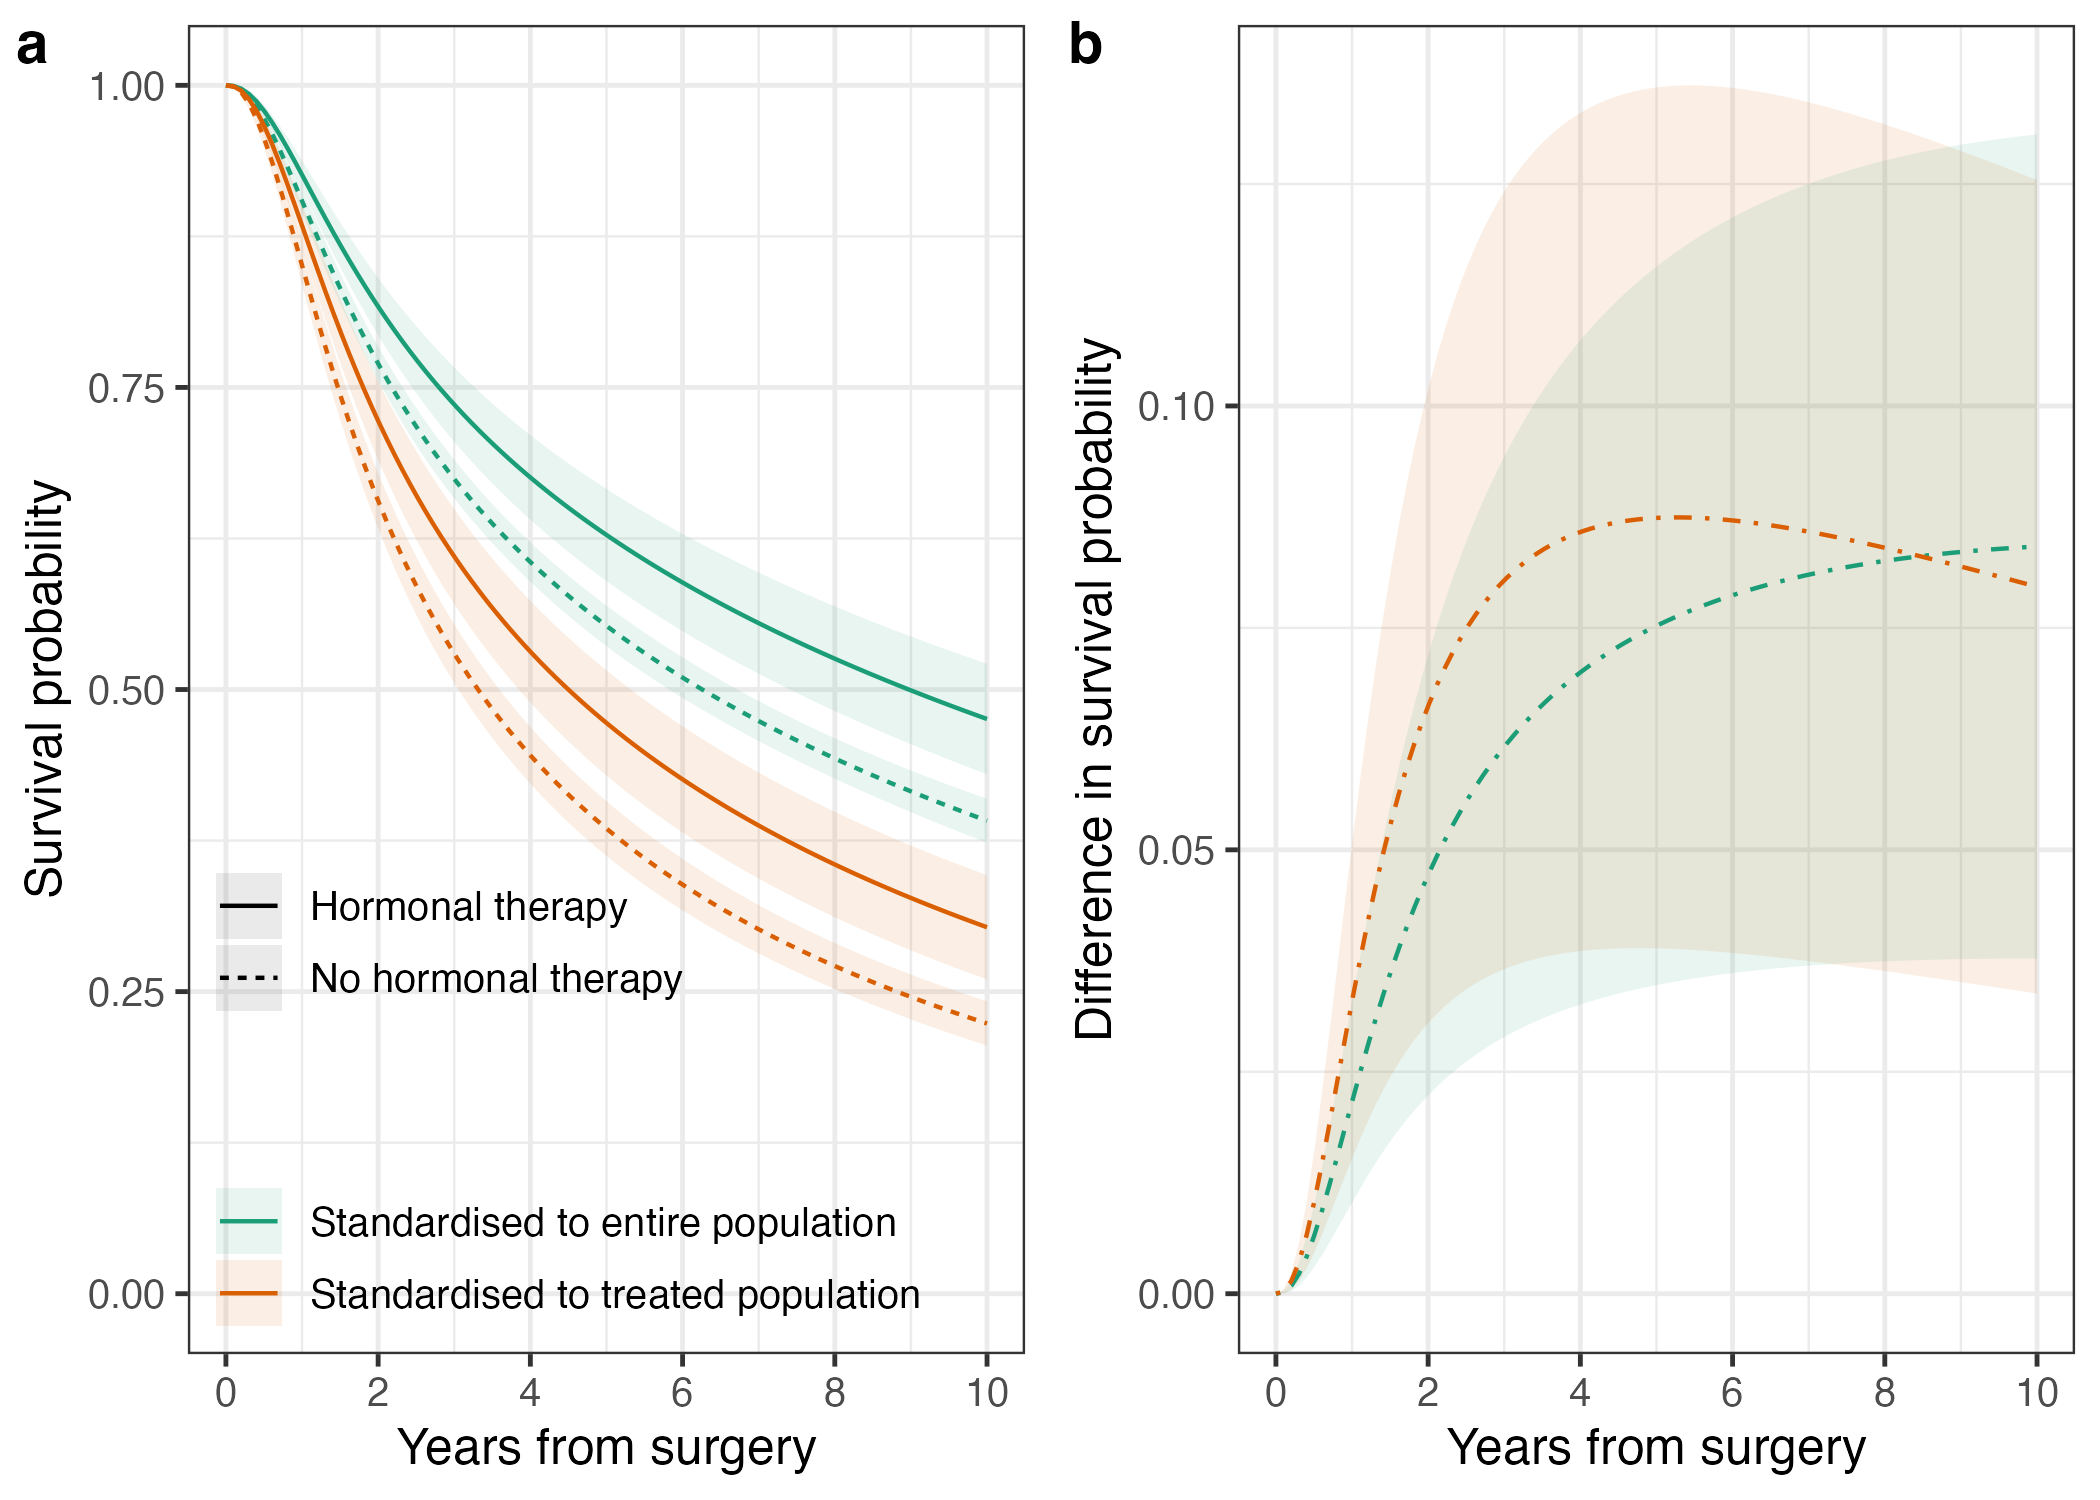 a
Survival probability
1.00
0.75
0.50
0.25
0.00
Hormonal therapy
No hormonal therapy
Standardised to entire population
Standardised to treated population
0 2 4 6 8 10
Years from surgery
b
Difference in survival probability
0.10
0.05
0.00
0 2 4 6 8 10
Years from surgery